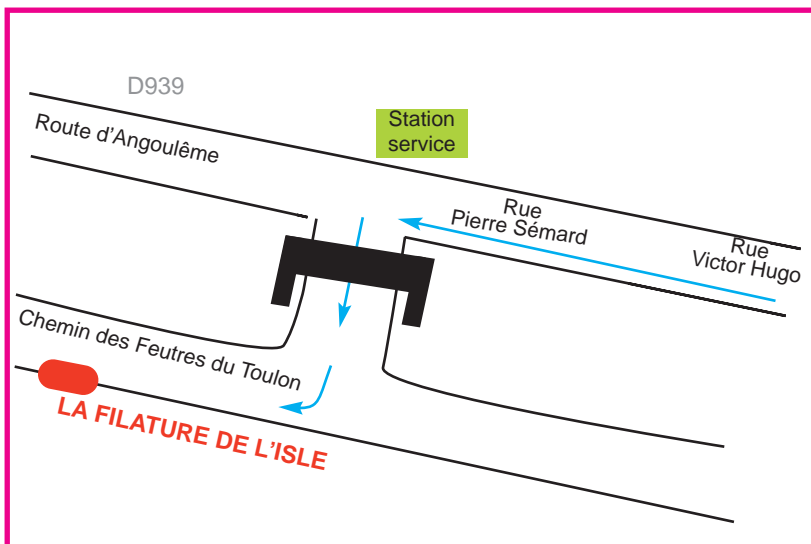 D939
Station
service
Route d'Angoulême
Rue
Pierre Sémard
Rue
Victor Hugo
Chemin des Feutres du Toulon
LA FILATURE DE L'ISLE